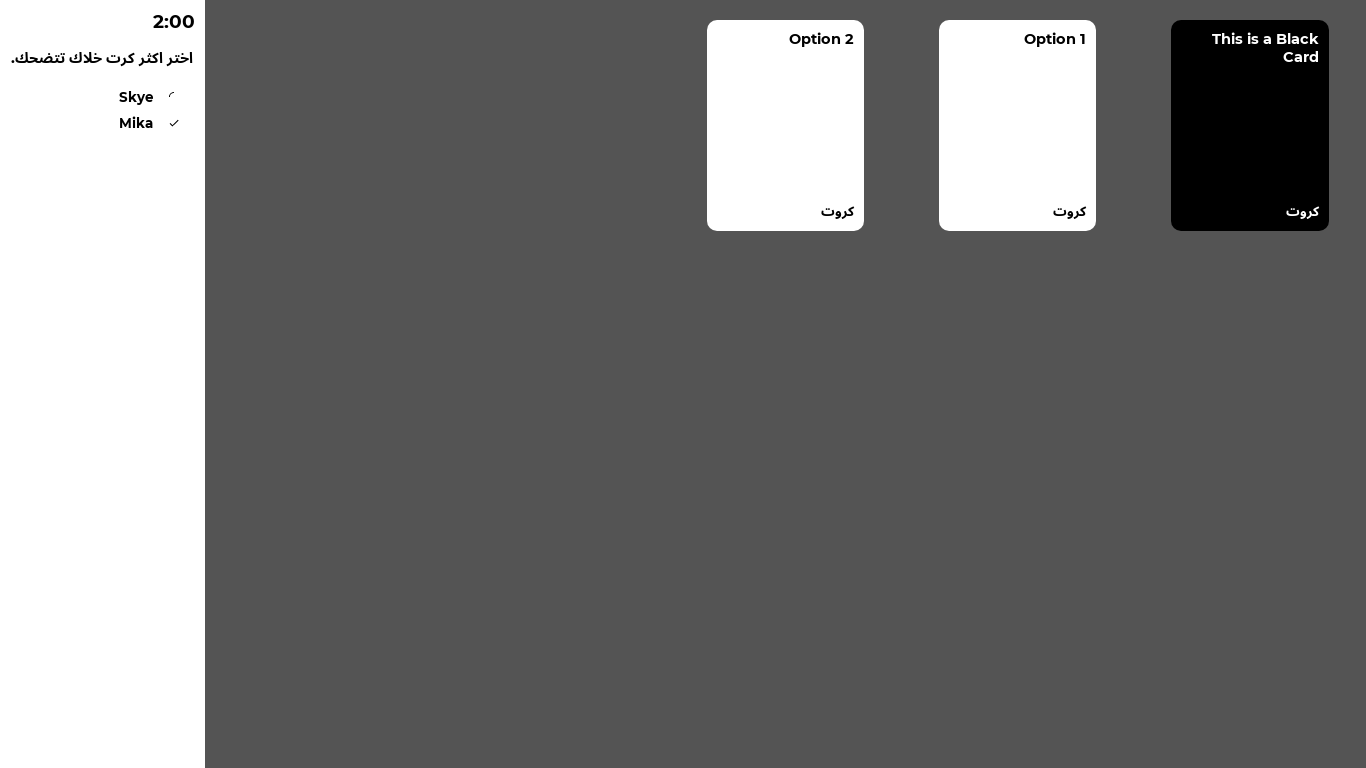 2:00
اختر اكثر كرت خلاك تتضحك.
Skye
Mika
This is a Black
Card
كروت
Option 1
كروت
Option 2
كروت